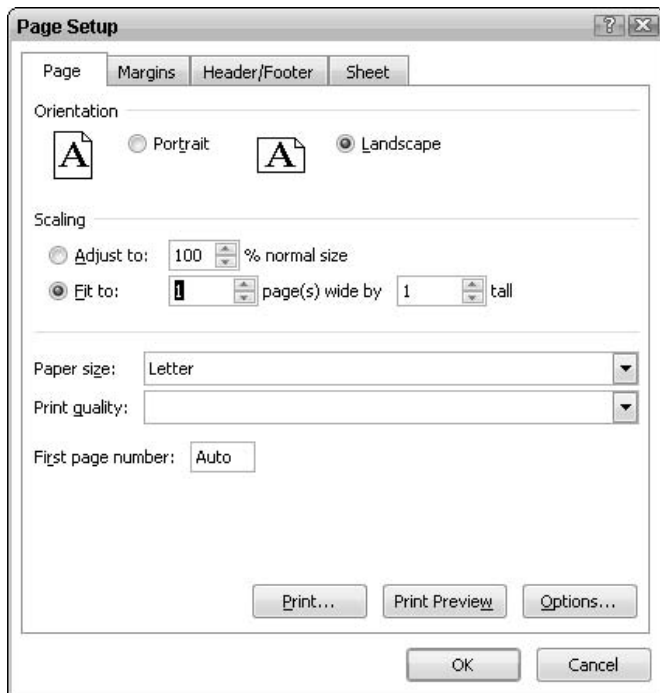 Page Setup
Page Margins Header/Footer Sheet
Orientation
A Portrait A Landscape
Scaling
Adjust to: 100 % normal size
Fit to: 1 page(s) wide by 1 tall
Paper size: Letter
Print quality:
First page number: Auto
Print... Print Preview Options...
OK Cancel